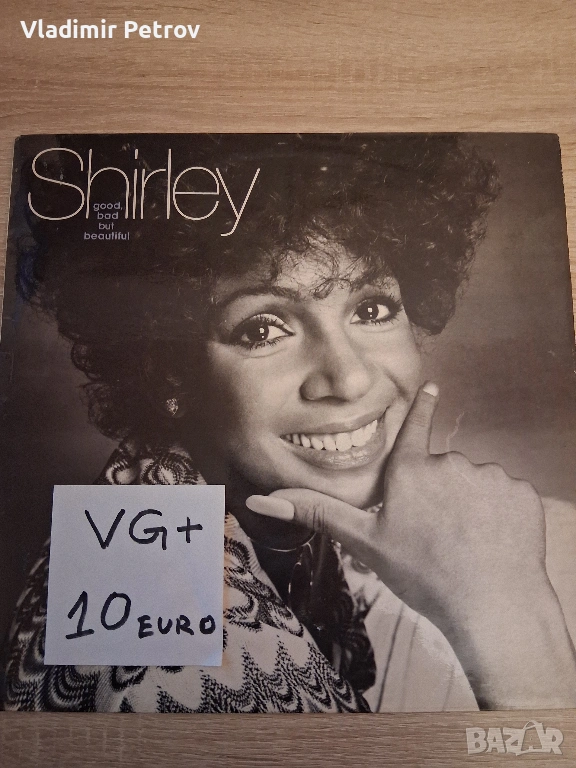 Vladimir Petrov
Shirley
good,
bad
but
beautiful
VG+
10 EURO
BAZAR